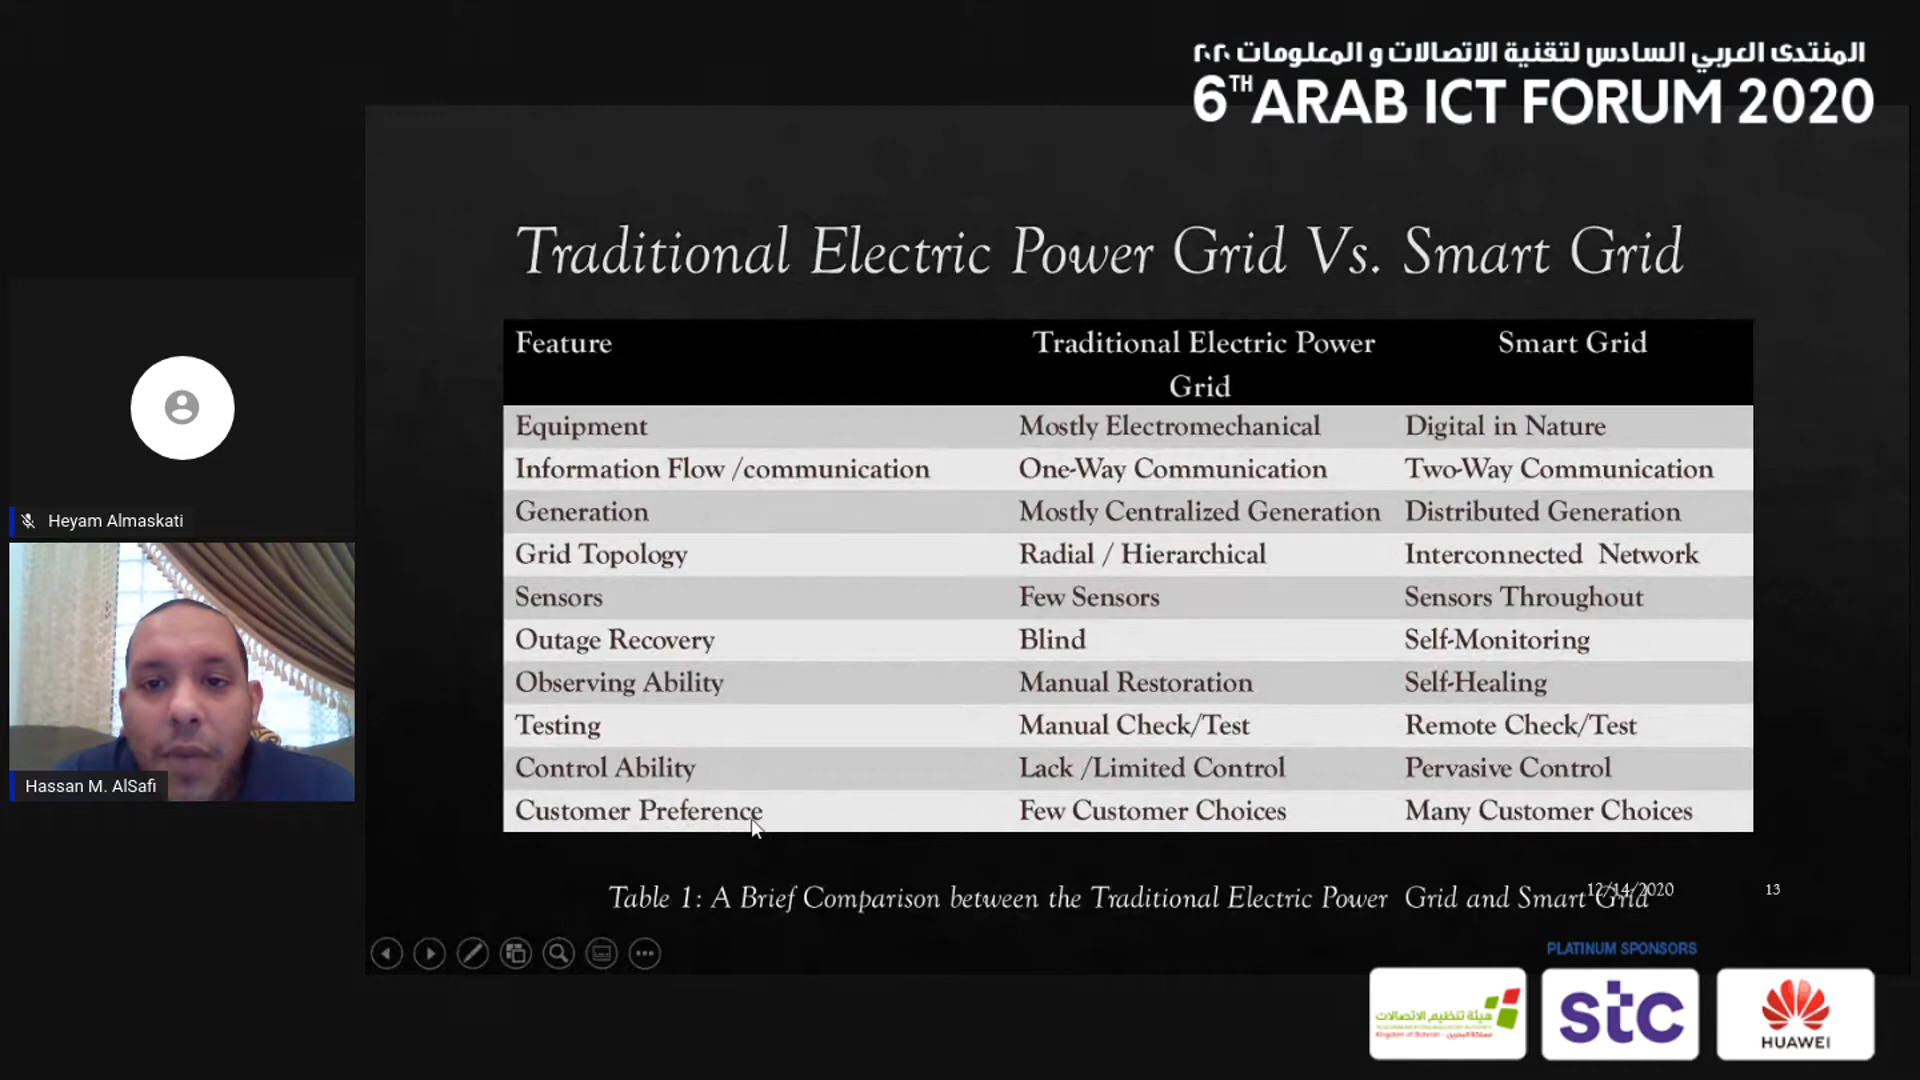 المنتدى العربي السادس لتقنية الاتصالات و المعلومات ٢٠٢٠
6TH ARAB ICT FORUM 2020
Traditional Electric Power Grid Vs. Smart Grid
Feature Traditional Electric Power Grid Smart Grid
Equipment Mostly Electromechanical Digital in Nature
Information Flow /communication One-Way Communication Two-Way Communication
Generation Mostly Centralized Generation Distributed Generation
Grid Topology Radial / Hierarchical Interconnected Network
Sensors Few Sensors Sensors Throughout
Outage Recovery Blind Self-Monitoring
Observing Ability Manual Restoration Self-Healing
Testing Manual Check/Test Remote Check/Test
Control Ability Lack /Limited Control Pervasive Control
Customer Preference Few Customer Choices Many Customer Choices
Table 1: A Brief Comparison between the Traditional Electric Power Grid and Smart Grid
12/14/2020
13
Heyam Almaskati
Hassan M. AlSafi
PLATINUM SPONSORS
هيئة تنظيم الاتصالات
Kingdom of Bahrain - مملكة البحرين
stc
HUAWEI